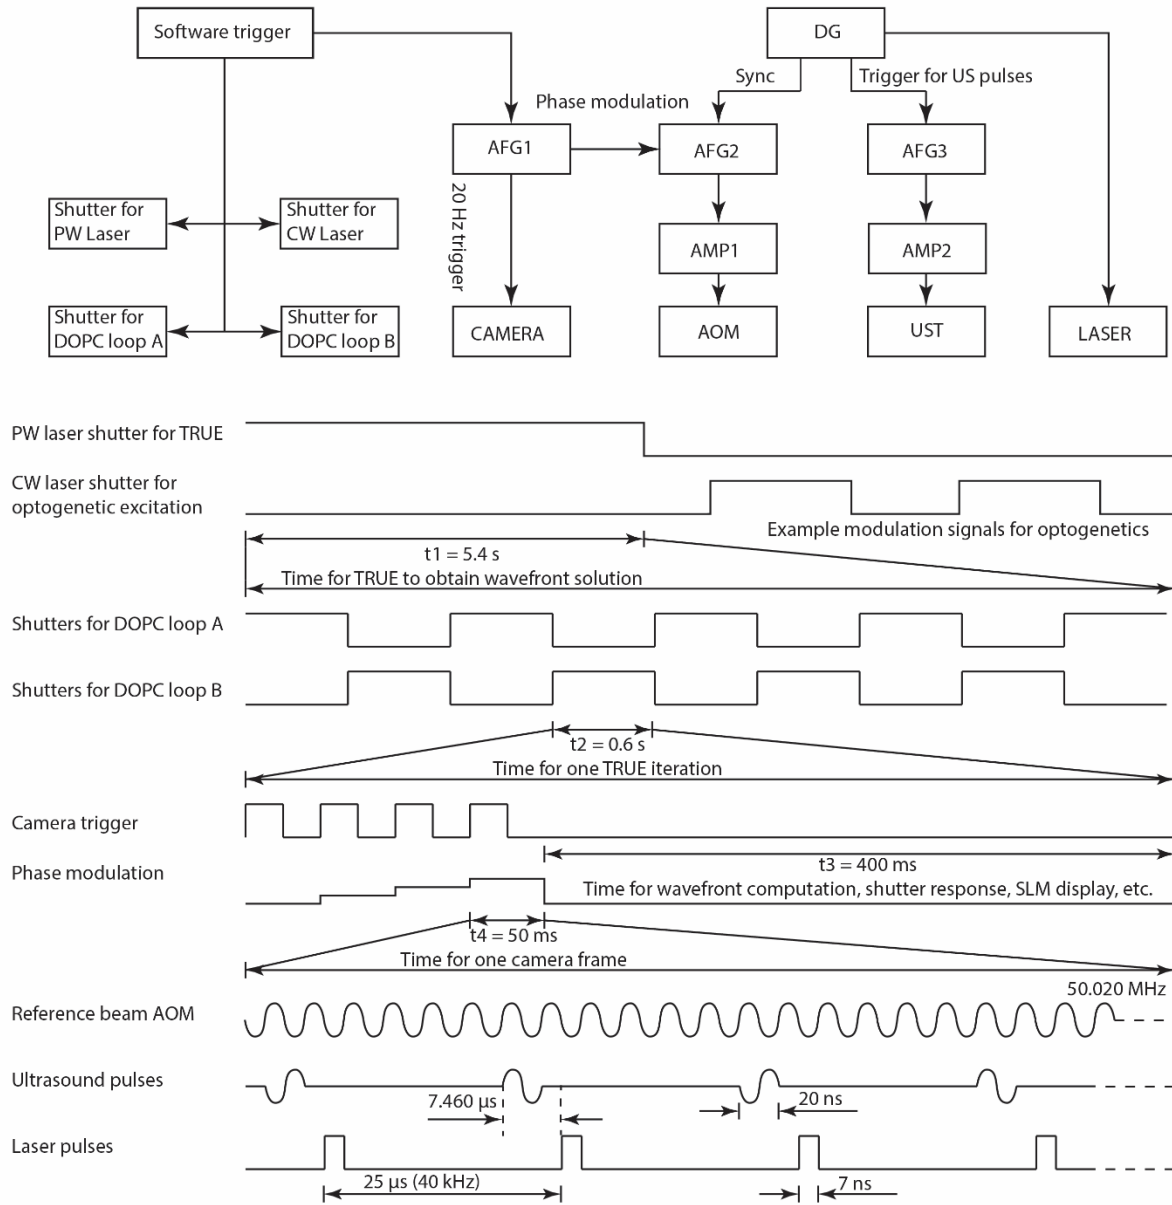 Software trigger
DG
Sync
Trigger for US pulses
Phase modulation
AFG1
AFG2
AFG3
20 Hz trigger
Shutter for
PW Laser
Shutter for
CW Laser
AMP1
AMP2
Shutter for
DOPC loop A
Shutter for
DOPC loop B
CAMERA
AOM
UST
LASER
PW laser shutter for TRUE
CW laser shutter for
optogenetic excitation
Example modulation signals for optogenetics
t1 = 5.4 s
Time for TRUE to obtain wavefront solution
Shutters for DOPC loop A
Shutters for DOPC loop B
t2 = 0.6 s
Time for one TRUE iteration
Camera trigger
t3 = 400 ms
Phase modulation
Time for wavefront computation, shutter response, SLM display, etc.
t4 = 50 ms
Time for one camera frame
50.020 MHz
Reference beam AOM
Ultrasound pulses
7.460 µs
20 ns
Laser pulses
25 µs (40 kHz)
7 ns